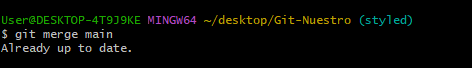 User@DESKTOP-4T9J9KE MINGW64 ~/desktop/Git-Nuestro (styled)
$ git merge main
Already up to date.